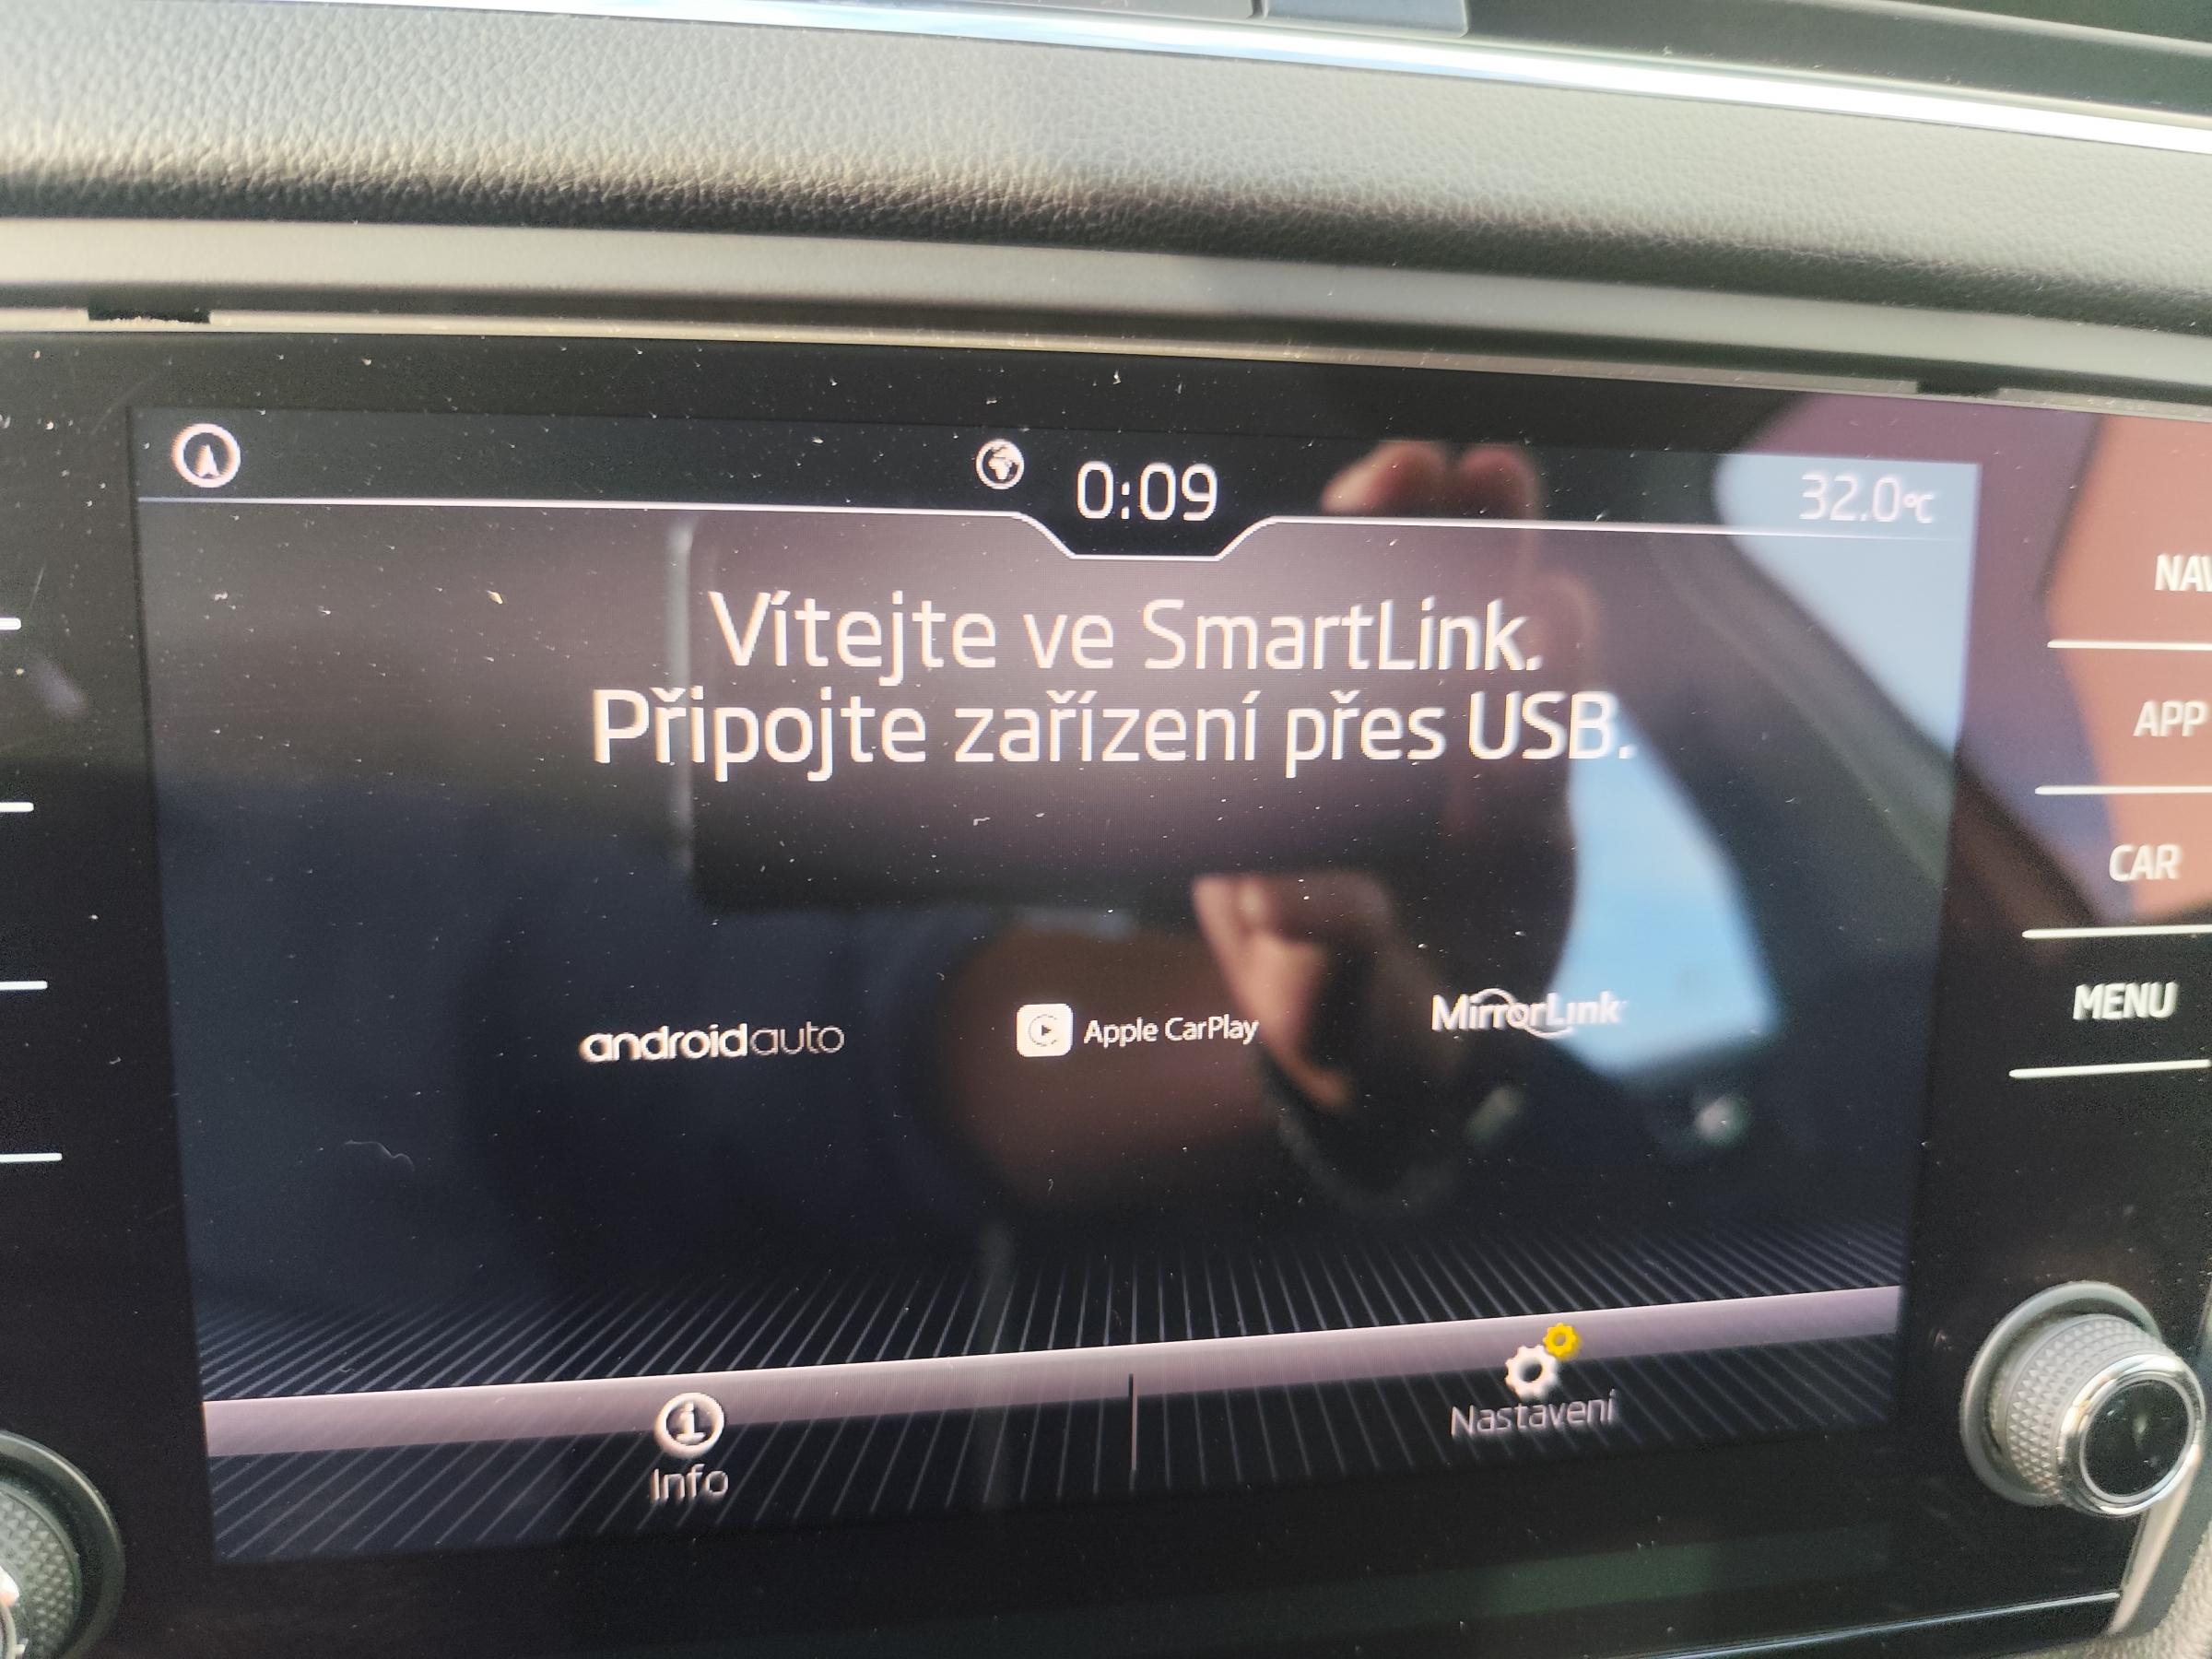 0:09
32.0°C
Vítejte ve SmartLink.
Připojte zařízení přes USB.
androidauto
Apple CarPlay
MirrorLink
Info
Nastavení
APP
CAR
MENU